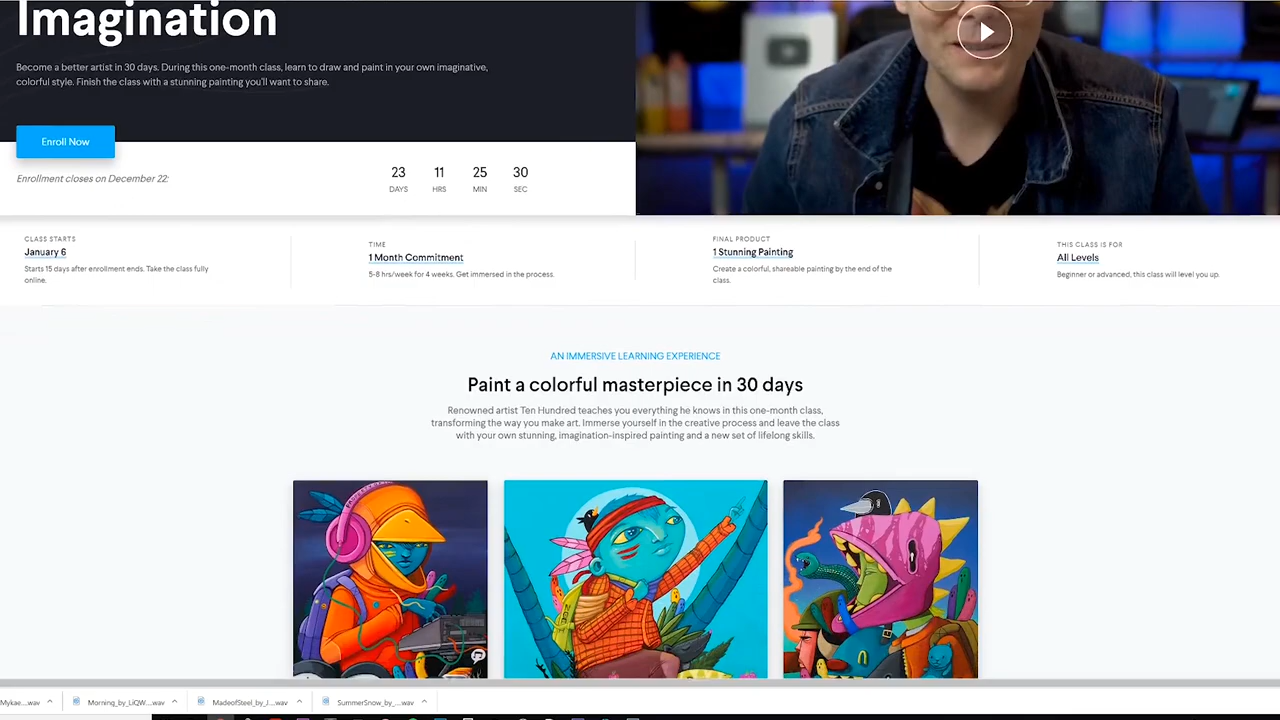 Imagination
Become a better artist in 30 days. During this one-month class, learn to draw and paint in your own imaginative,
colorful style. Finish the class with a stunning painting you'll want to share.
Enroll Now
Enrollment closes on December 22:
23 11 25 30
DAYS HRS MIN SEC
CLASS STARTS
January 6
Starts 15 days after enrollment ends. Take the class fully
online.
TIME
1 Month Commitment
5-8 hrs/week for 4 weeks. Get immersed in the process.
FINAL PRODUCT
1 Stunning Painting
Create a colorful, shareable painting by the end of the
class.
THIS CLASS IS FOR
All Levels
Beginner or advanced, this class will level you up.
AN IMMERSIVE LEARNING EXPERIENCE
Paint a colorful masterpiece in 30 days
Renowned artist Ten Hundred teaches you everything he knows in this one-month class,
transforming the way you make art. Immerse yourself in the creative process and leave the class
with your own stunning, imagination-inspired painting and a new set of lifelong skills.
Mykae....wav Morning_by_LiQW....wav MadeofSteel_by_J....wav SummerSnow_by_....wav